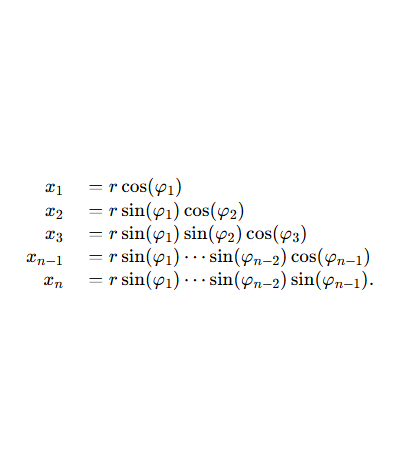 x₁ = r cos(φ₁)
x₂ = r sin(φ₁) cos(φ₂)
x₃ = r sin(φ₁) sin(φ₂) cos(φ₃)
xₙ₋₁ = r sin(φ₁) ⋯ sin(φₙ₋₂) cos(φₙ₋₁)
xₙ = r sin(φ₁) ⋯ sin(φₙ₋₂) sin(φₙ₋₁).